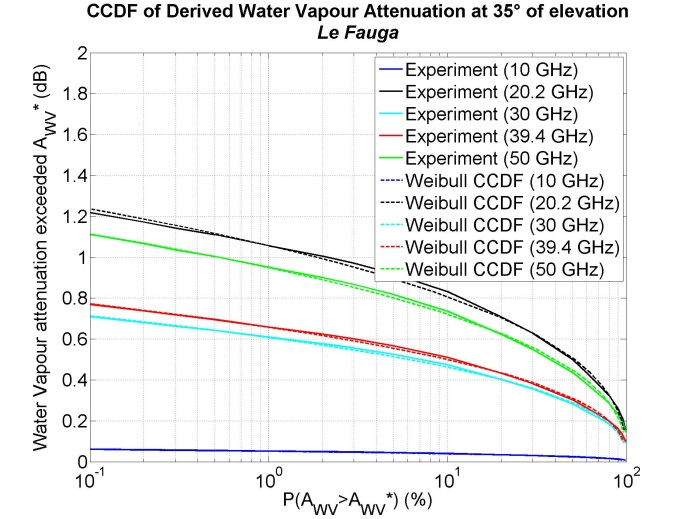 CCDF of Derived Water Vapour Attenuation at 35° of elevation
Le Fauga
Water Vapour attenuation exceeded A_WV* (dB)
2
1.8
1.6
1.4
1.2
1
0.8
0.6
0.4
0.2
0
Experiment (10 GHz)
Experiment (20.2 GHz)
Experiment (30 GHz)
Experiment (39.4 GHz)
Experiment (50 GHz)
Weibull CCDF (10 GHz)
Weibull CCDF (20.2 GHz)
Weibull CCDF (30 GHz)
Weibull CCDF (39.4 GHz)
Weibull CCDF (50 GHz)
10^-1 10^0 10^1 10^2
P(A_WV>A_WV*) (%)